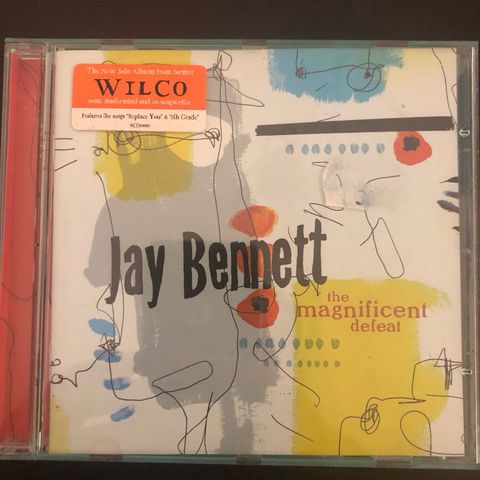 The New Solo Album from former
WILCO
sonic mastermind and co-songwriter
Features the songs "Replace You" & "5th Grade"
Jay Bennett
the
magnificent
defeat